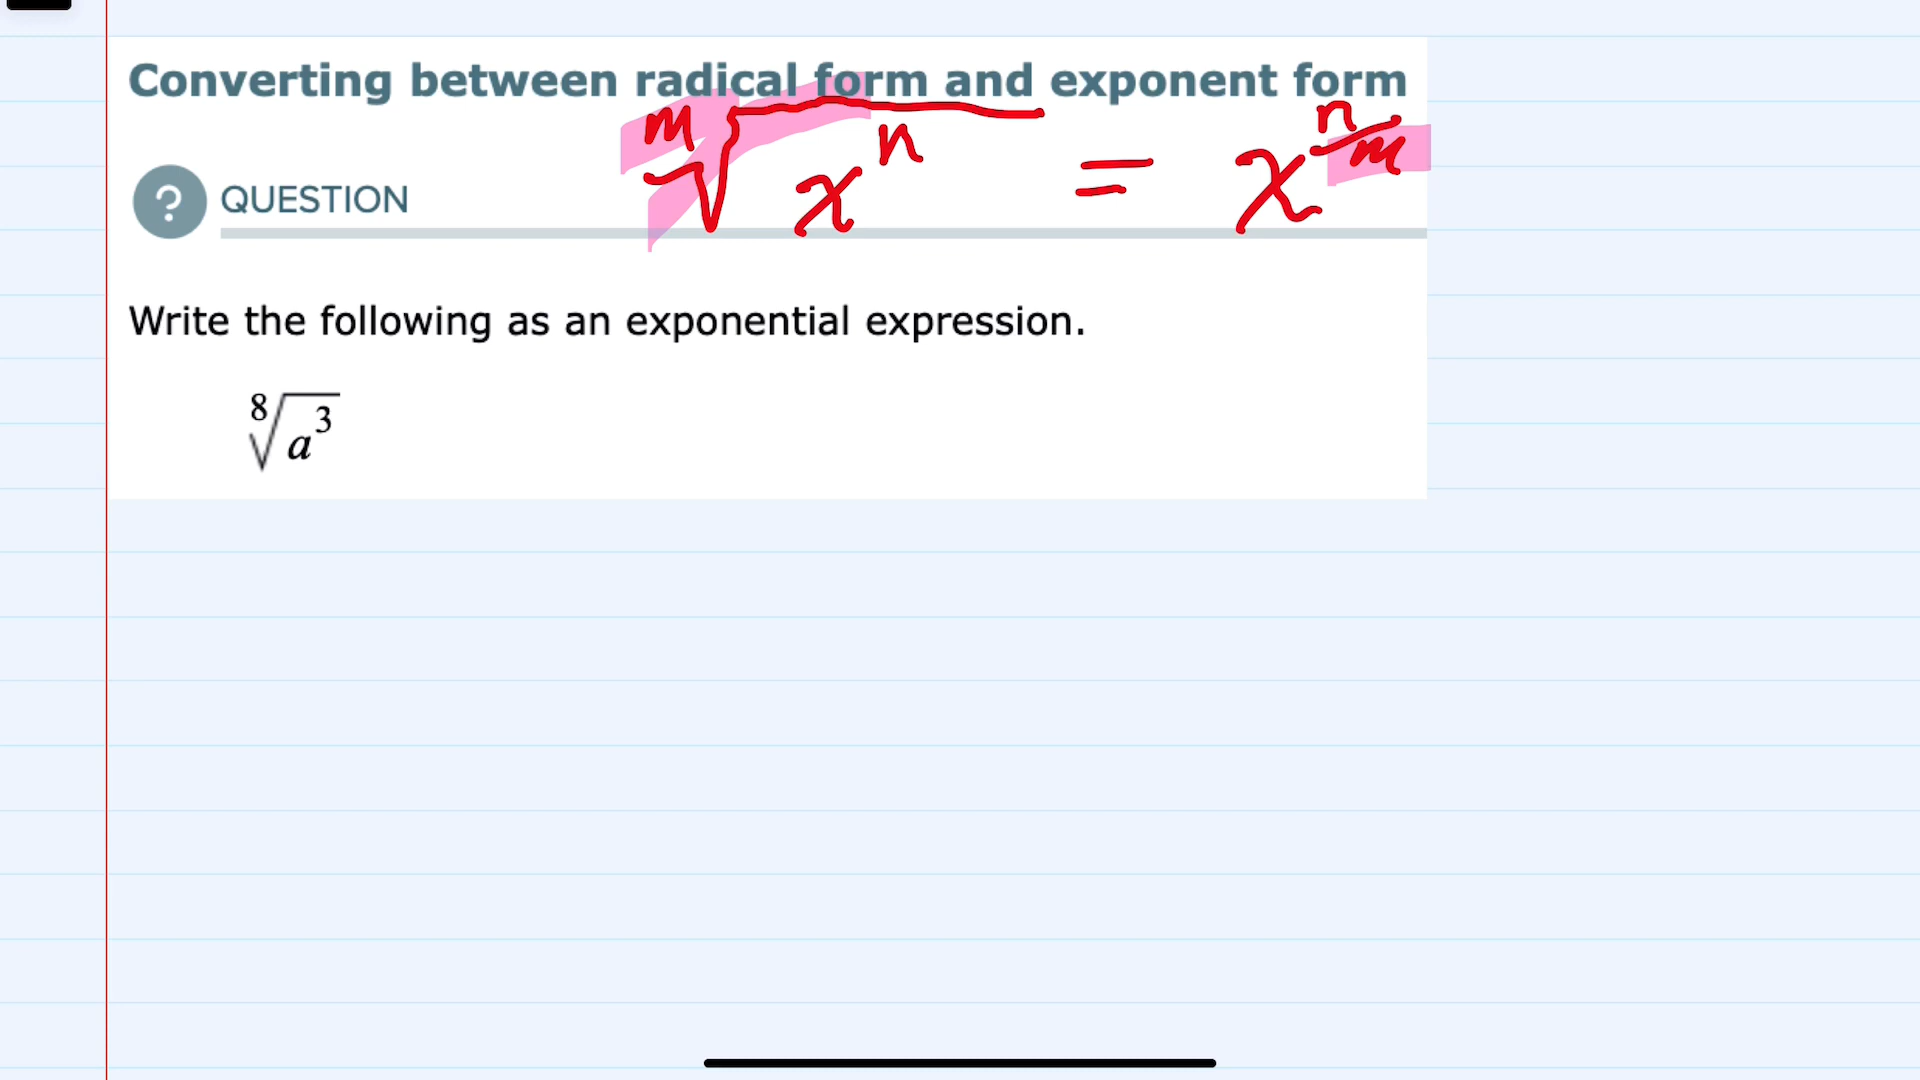 Converting between radical form and exponent form
ᵐ√xⁿ = x^(n/m)
? QUESTION
Write the following as an exponential expression.
⁸√a³